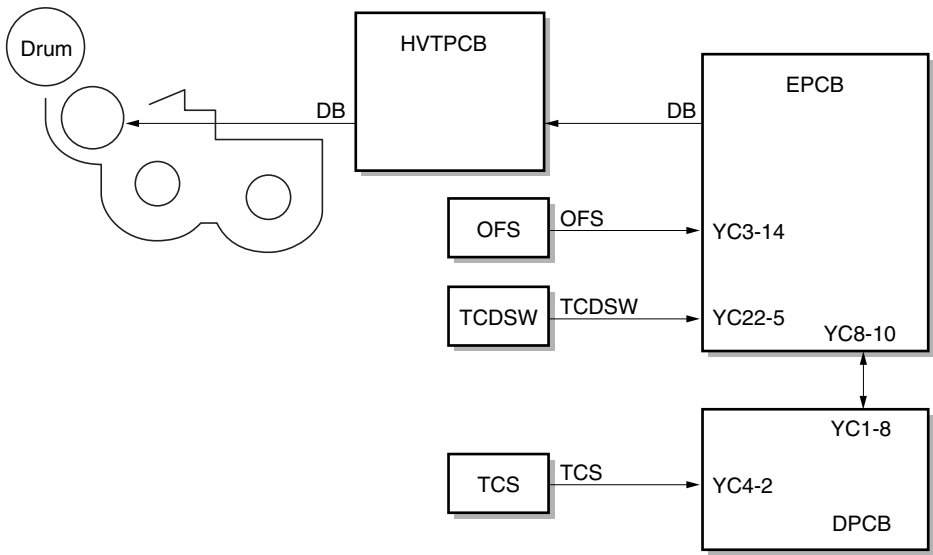 Drum
HVTPCB
EPCB
DB
DB
OFS
OFS
YC3-14
TCDSW
TCDSW
YC22-5
YC8-10
YC1-8
TCS
TCS
YC4-2
DPCB